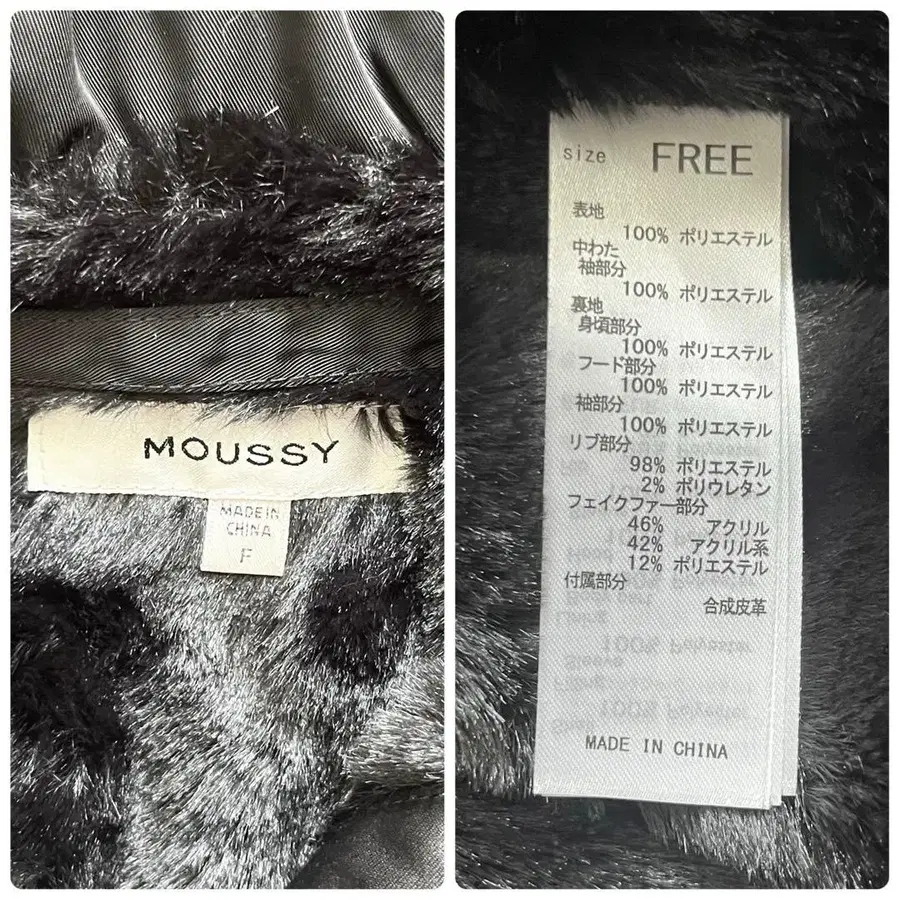 MOUSSY
MADE IN
CHINA
F
size FREE
表地
100% ポリエステル
中わた
袖部分
100% ポリエステル
裏地
身頃部分
100% ポリエステル
フード部分
100% ポリエステル
袖部分
100% ポリエステル
リブ部分
98% ポリエステル
2% ポリウレタン
フェイクファー部分
46% アクリル
42% アクリル系
12% ポリエステル
付属部分
合成皮革
100% Polyester
Sleeve
100% Polyester
Shell
MADE IN CHINA